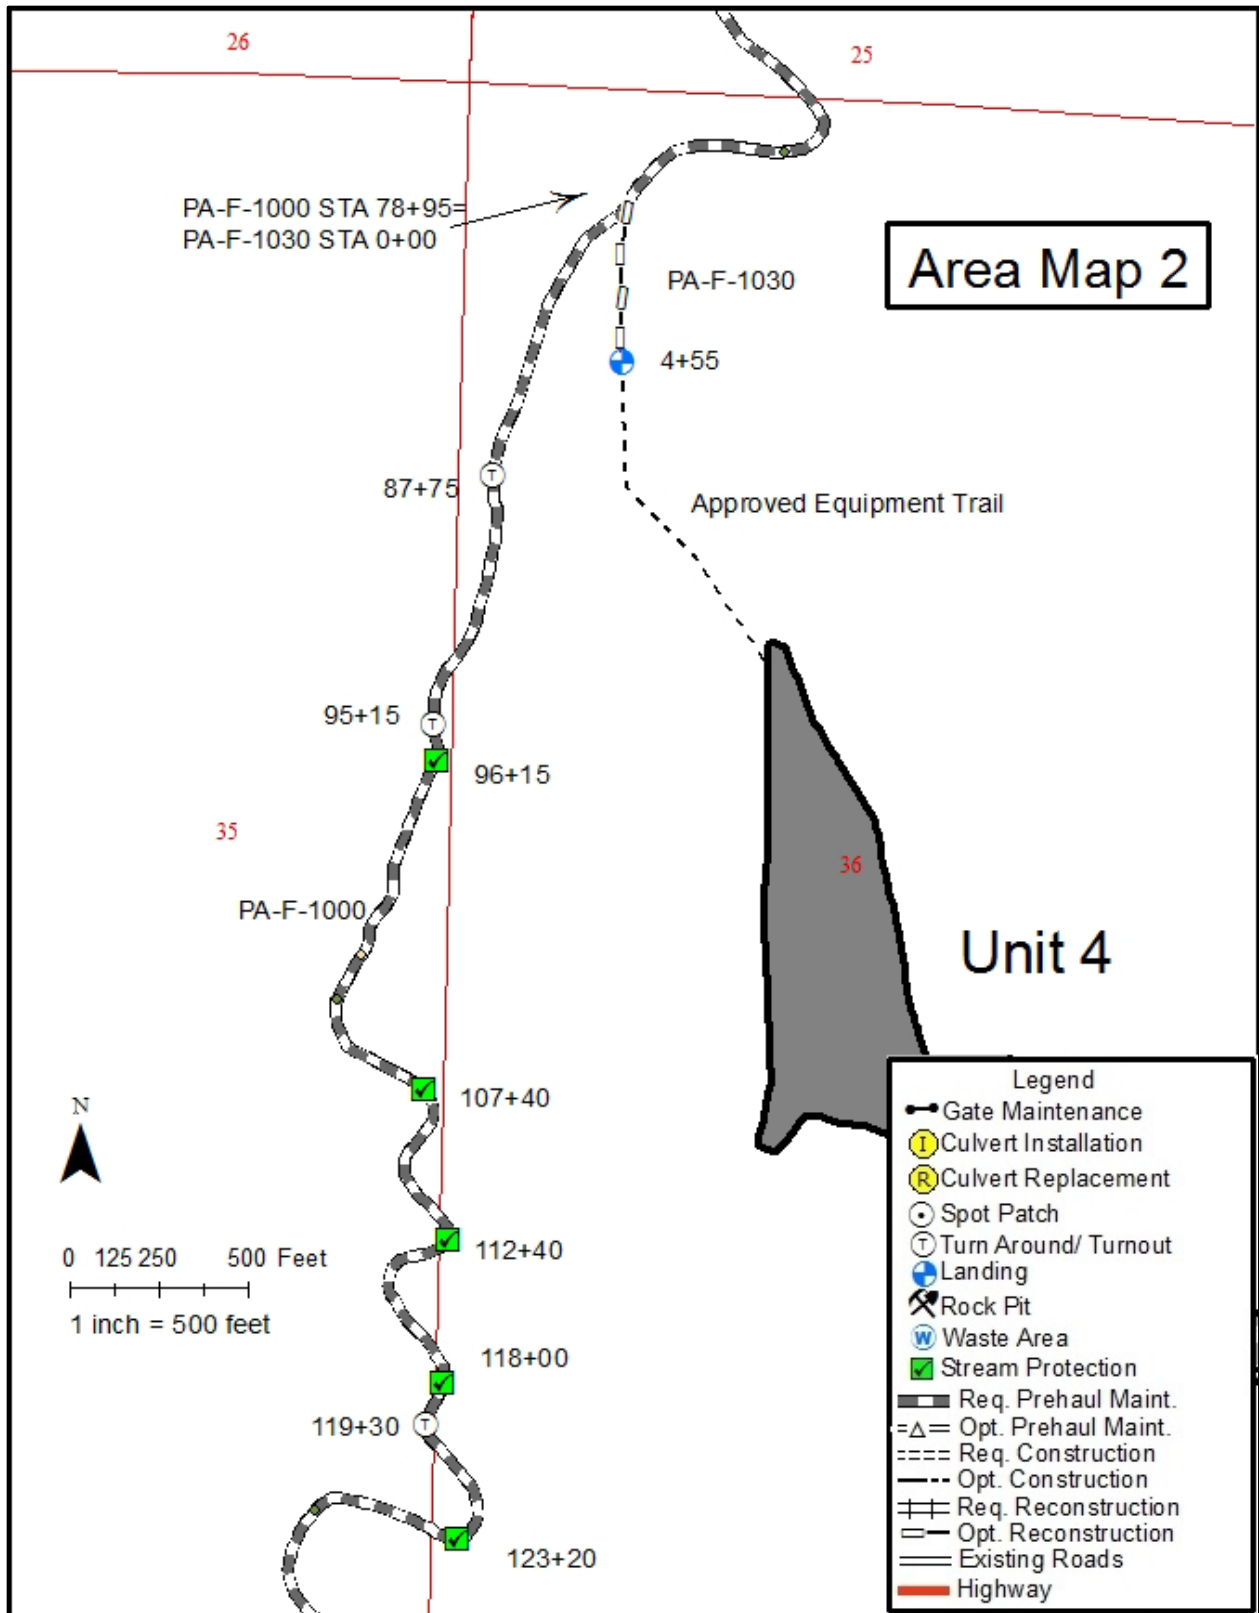 26
25
PA-F-1000 STA 78+95=
PA-F-1030 STA 0+00
Area Map 2
PA-F-1030
4+55
T
87+75
Approved Equipment Trail
95+15
T
96+15
35
36
PA-F-1000
Unit 4
107+40
N
112+40
0 125 250 500 Feet
1 inch = 500 feet
118+00
119+30
T
123+20
Legend
Gate Maintenance
I Culvert Installation
R Culvert Replacement
Spot Patch
T Turn Around/ Turnout
Landing
Rock Pit
W Waste Area
Stream Protection
Req. Prehaul Maint.
Opt. Prehaul Maint.
Req. Construction
Opt. Construction
Req. Reconstruction
Opt. Reconstruction
Existing Roads
Highway